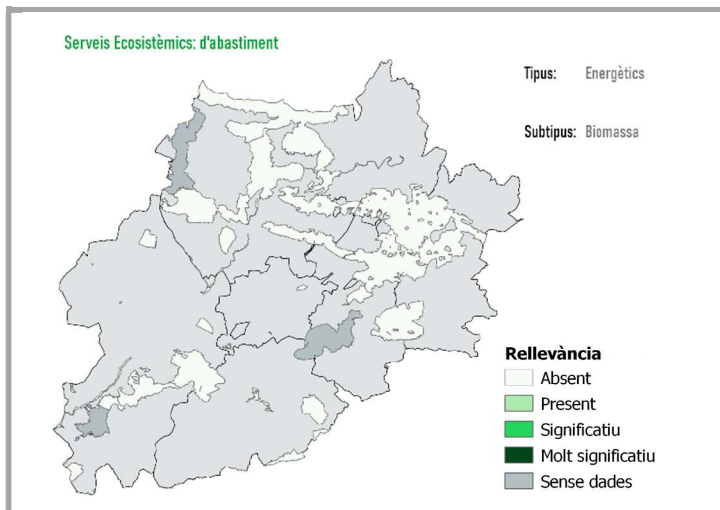 Serveis Ecosistèmics: d'abastiment
Tipus: Energètics
Subtipus: Biomassa
Rellevància
Absent
Present
Significatiu
Molt significatiu
Sense dades